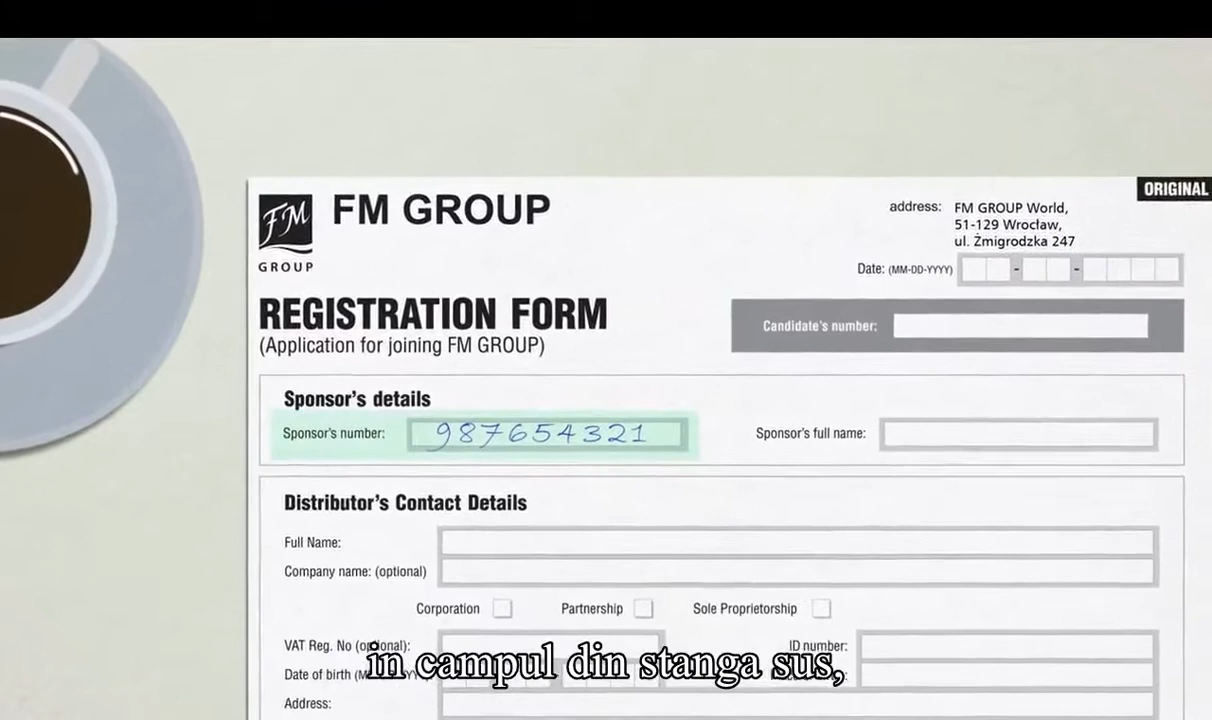 ORIGINAL
FM GROUP
FM
GROUP
address: FM GROUP World,
51-129 Wrocław,
ul. Żmigrodzka 247
Date: (MM-DD-YYYY) - -
REGISTRATION FORM
(Application for joining FM GROUP)
Candidate's number:
Sponsor's details
Sponsor's number: 987654321 Sponsor's full name:
Distributor's Contact Details
Full Name:
Company name: (optional)
Corporation Partnership Sole Proprietorship
VAT Reg. No (optional): ID number:
Date of birth
Address:
in campul din stanga sus,